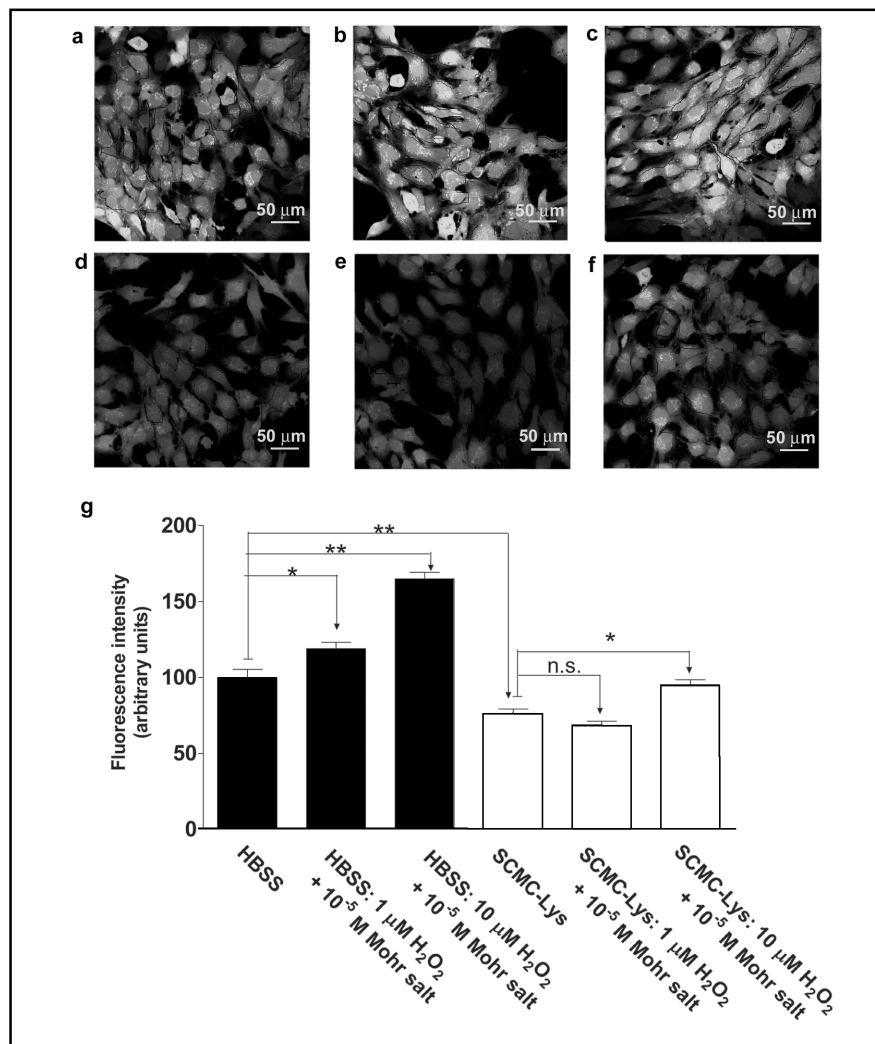 a
b
c
50 μm
50 μm
50 μm
d
e
f
50 μm
50 μm
50 μm
g
Fluorescence intensity
(arbitrary units)
200
150
100
50
0
**
**
*
*
n.s.
HBSS
HBSS: 1 μM H₂O₂
+ 10⁻⁵ M Mohr salt
HBSS: 10 μM H₂O₂
+ 10⁻⁵ M Mohr salt
SCMC-Lys
SCMC-Lys: 1 μM H₂O₂
+ 10⁻⁵ M Mohr salt
SCMC-Lys: 10 μM H₂O₂
+ 10⁻⁵ M Mohr salt